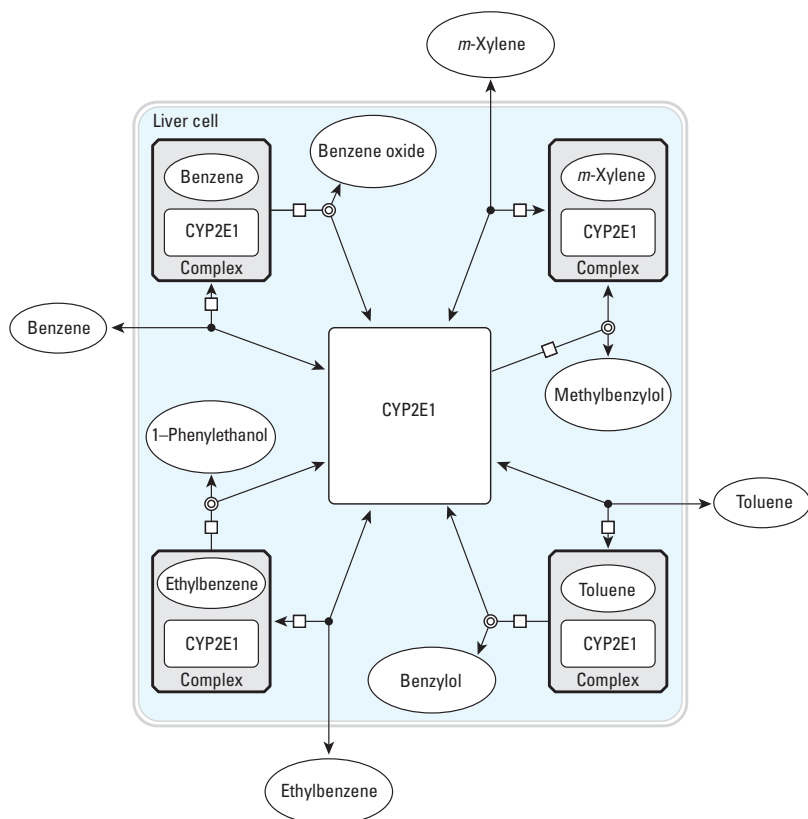 m-Xylene
Liver cell
Benzene oxide
Benzene
CYP2E1
Complex
m-Xylene
CYP2E1
Complex
Benzene
CYP2E1
Methylbenzylol
1–Phenylethanol
Toluene
Ethylbenzene
CYP2E1
Complex
Toluene
CYP2E1
Complex
Benzylol
Ethylbenzene